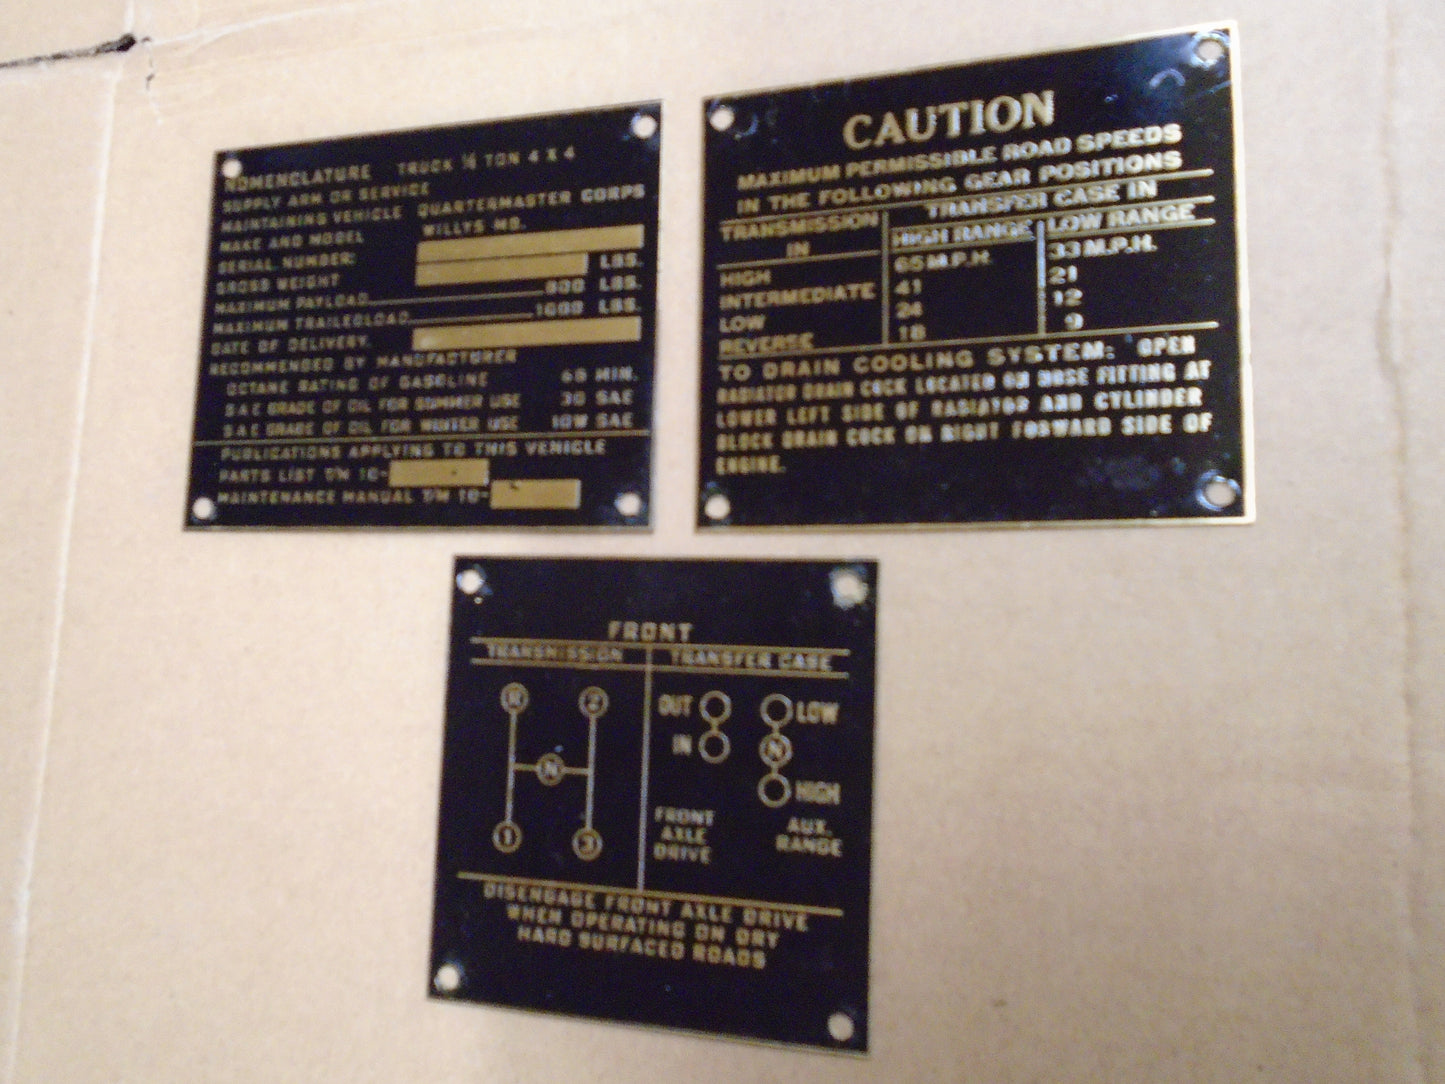 NOMENCLATURE TRUCK ¼ TON 4 X 4
SUPPLY ARM OR SERVICE
MAINTAINING VEHICLE QUARTERMASTER CORPS
MAKE AND MODEL WILLYS MB.
SERIAL NUMBER:
GROSS WEIGHT LBS.
MAXIMUM PAYLOAD 800 LBS.
MAXIMUM TRAILEDLOAD 1000 LBS.
DATE OF DELIVERY.
RECOMMENDED BY MANUFACTURER
OCTANE RATING OF GASOLINE 68 MIN.
S.A.E. GRADE OF OIL FOR SUMMER USE 30 SAE
S.A.E. GRADE OF OIL FOR WINTER USE 10W SAE
PUBLICATIONS APPLYING TO THIS VEHICLE
PARTS LIST T/M 10-
MAINTENANCE MANUAL T/M 10-
CAUTION
MAXIMUM PERMISSIBLE ROAD SPEEDS
IN THE FOLLOWING GEAR POSITIONS
TRANSMISSION IN TRANSFER CASE IN
HIGH RANGE LOW RANGE
HIGH 65 M.P.H. 33 M.P.H.
INTERMEDIATE 41 21
LOW 24 12
REVERSE 18 9
TO DRAIN COOLING SYSTEM: OPEN
RADIATOR DRAIN COCK LOCATED ON HOSE FITTING AT
LOWER LEFT SIDE OF RADIATOR AND CYLINDER
BLOCK DRAIN COCK ON RIGHT FORWARD SIDE OF
ENGINE.
FRONT
TRANSMISSION TRANSFER CASE
R 2 OUT LOW
N IN N
1 3 HIGH
FRONT AXLE DRIVE AUX. RANGE
DISENGAGE FRONT AXLE DRIVE
WHEN OPERATING ON DRY
HARD SURFACED ROADS